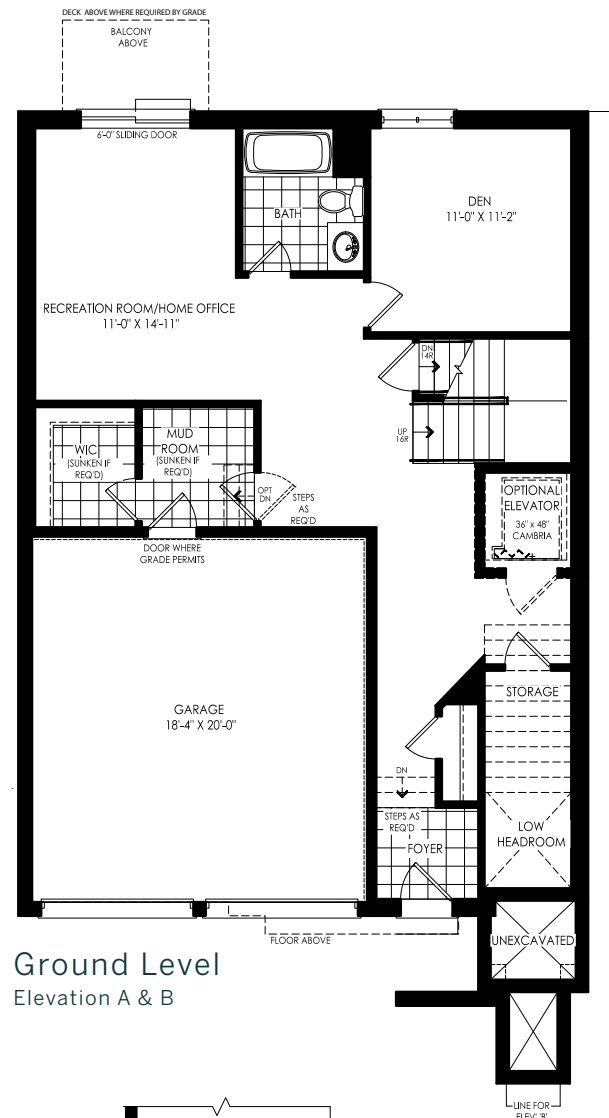 DECK ABOVE WHERE REQUIRED BY GRADE
BALCONY
ABOVE
6'-0" SLIDING DOOR
BATH
DEN
11'-0" X 11'-2"
RECREATION ROOM/HOME OFFICE
11'-0" X 14'-11"
DN
14R
UP
16R
WIC
(SUNKEN IF
REQ'D)
MUD
ROOM
(SUNKEN IF
REQ'D)
OPT
DN
STEPS
AS
REQ'D
OPTIONAL
ELEVATOR
36" x 48"
CAMBRIA
DOOR WHERE
GRADE PERMITS
GARAGE
18'-4" X 20'-0"
STORAGE
DN
STEPS AS
REQ'D
FOYER
LOW
HEADROOM
UNEXCAVATED
FLOOR ABOVE
Ground Level
Elevation A & B
LINE FOR
ELEV' 'B'